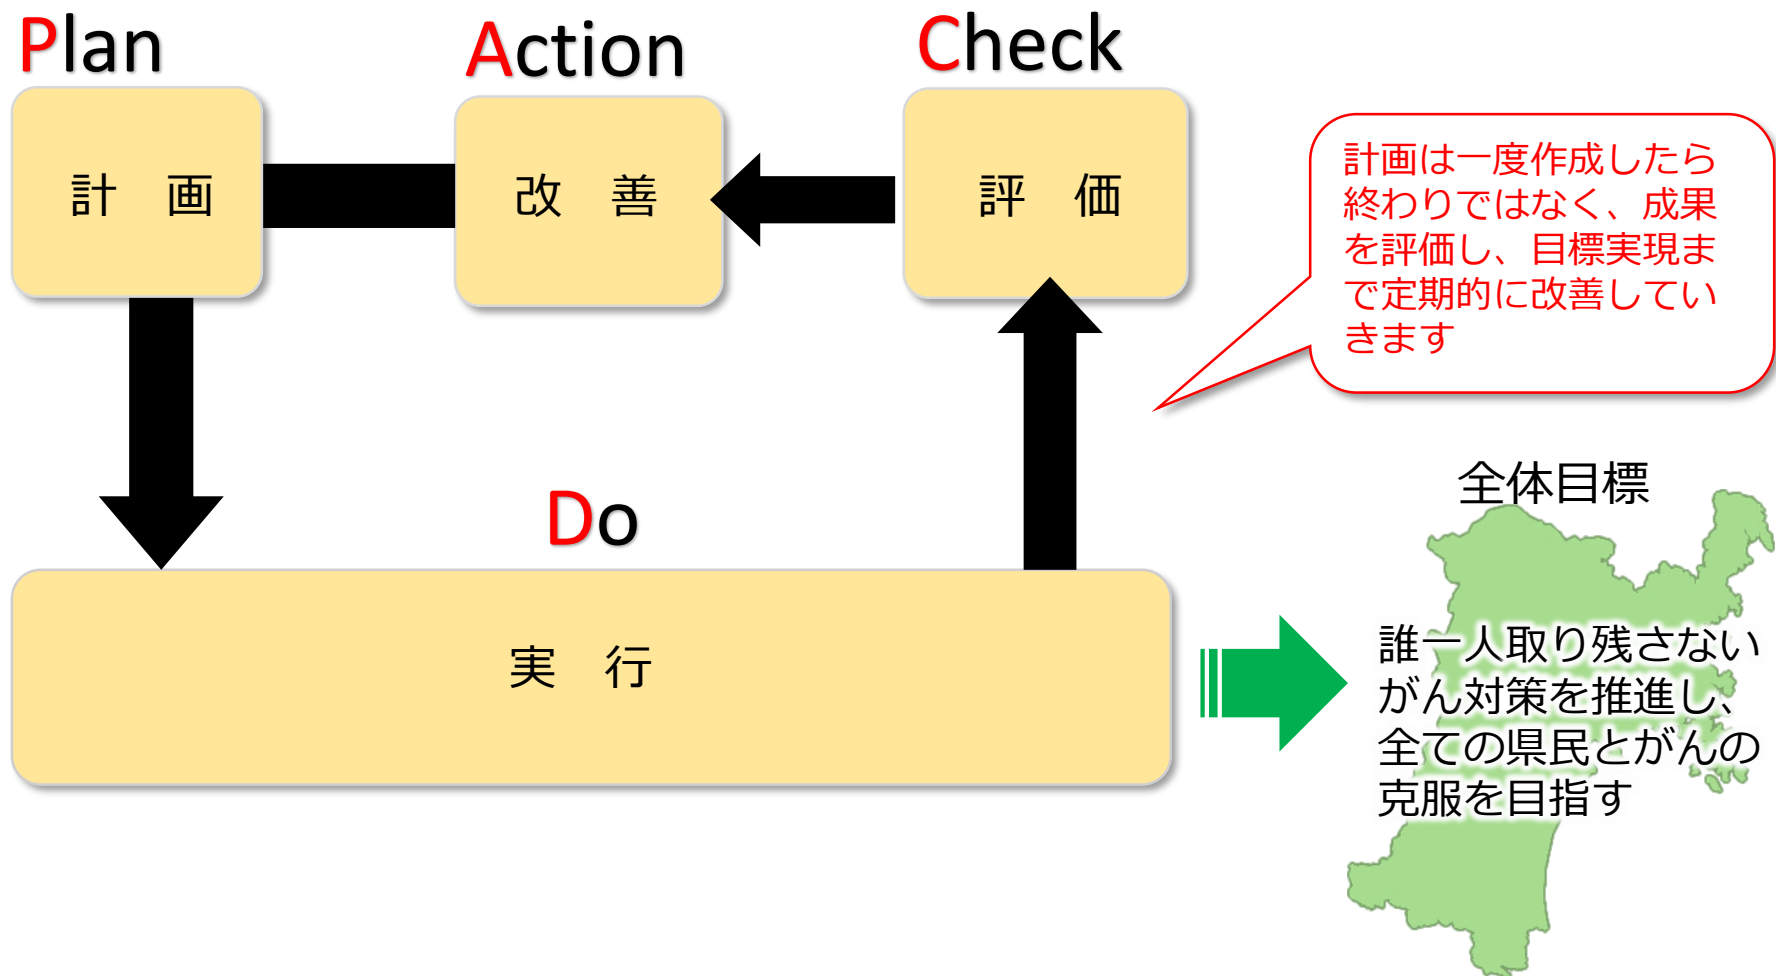 Plan
Action
Check
計　画
改　善
評　価
計画は一度作成したら
終わりではなく、成果
を評価し、目標実現ま
で定期的に改善してい
きます
Do
実　行
全体目標
誰一人取り残さない
がん対策を推進し、
全ての県民とがんの
克服を目指す